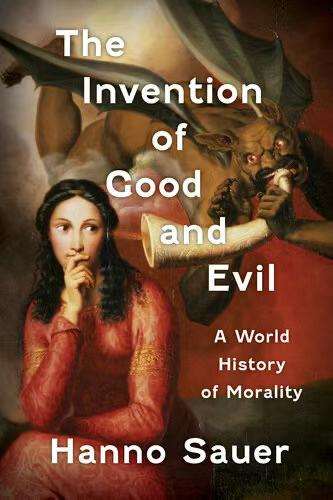 The
Invention
of
Good
and
Evil
A World
History
of Morality
Hanno Sauer